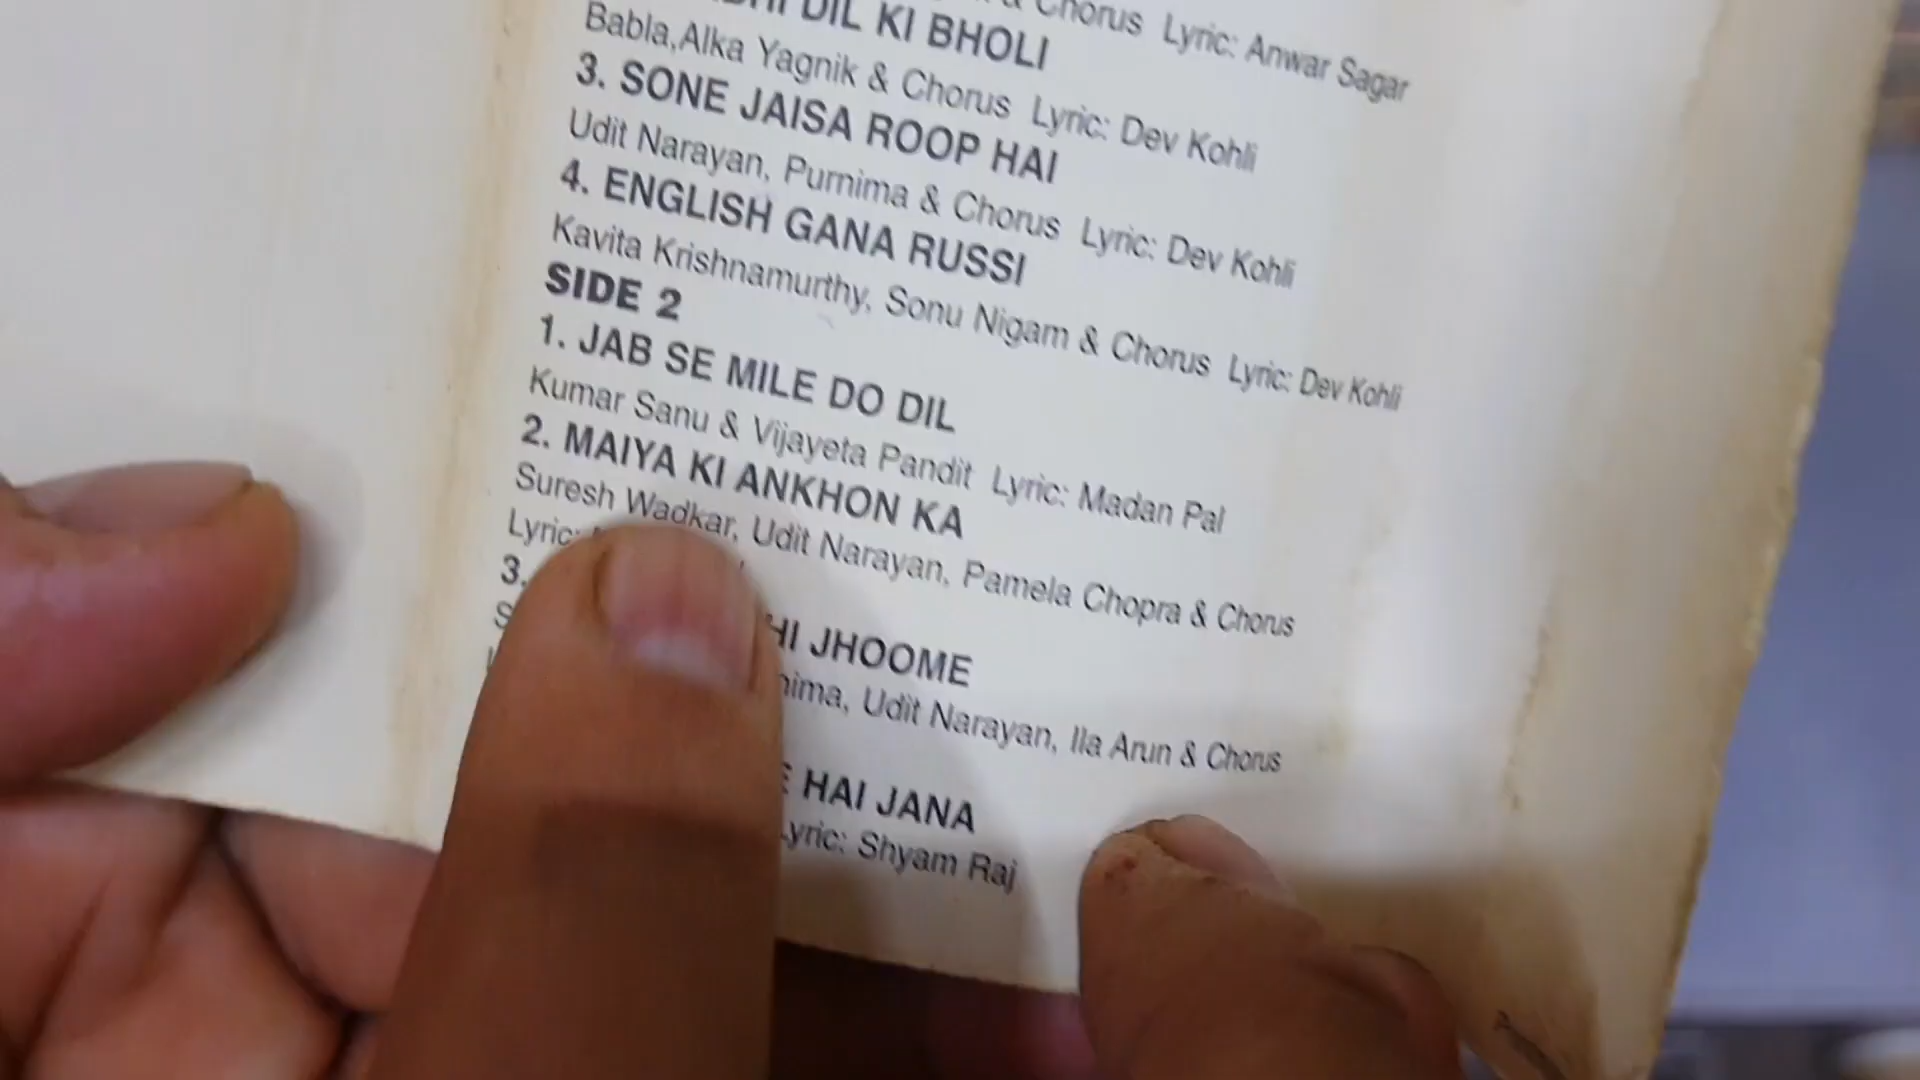 & Chorus Lyric: Anwar Sagar
DIL KI BHOLI
Babla,Alka Yagnik & Chorus Lyric: Dev Kohli
3. SONE JAISA ROOP HAI
Udit Narayan, Purnima & Chorus Lyric: Dev Kohli
4. ENGLISH GANA RUSSI
Kavita Krishnamurthy, Sonu Nigam & Chorus Lyric: Dev Kohli
SIDE 2
1. JAB SE MILE DO DIL
Kumar Sanu & Vijayeta Pandit Lyric: Madan Pal
2. MAIYA KI ANKHON KA
Suresh Wadkar, Udit Narayan, Pamela Chopra & Chorus
Lyric:
3. JHOOME
Udit Narayan, Ila Arun & Chorus
HAI JANA
Lyric: Shyam Raj